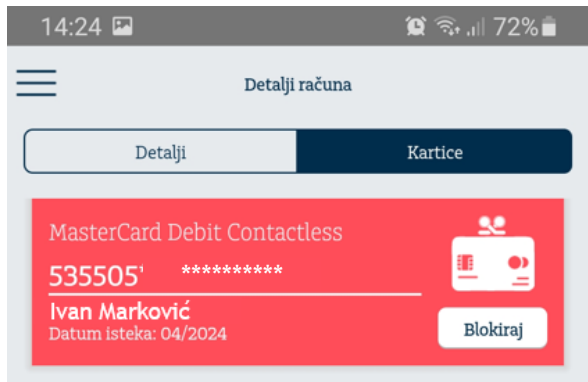 14:24 72%
Detalji računa
Detalji Kartice
MasterCard Debit Contactless
535505' **********
Ivan Marković
Datum isteka: 04/2024
Blokiraj